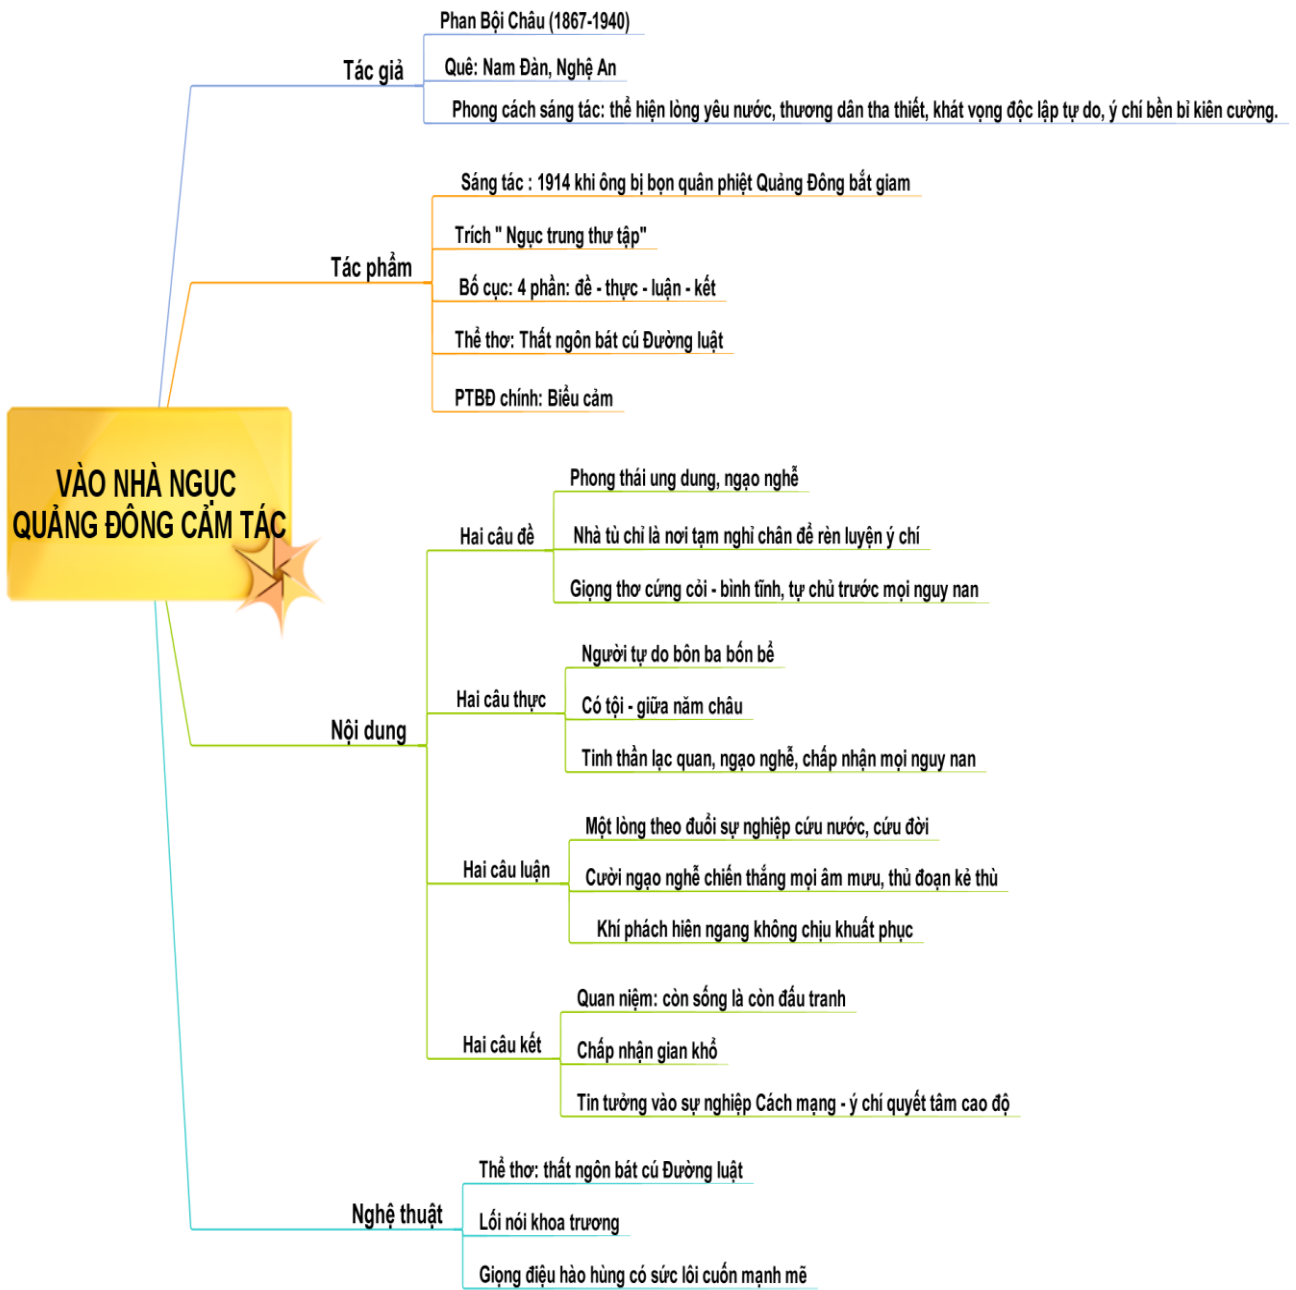 VÀO NHÀ NGỤC
QUẢNG ĐÔNG CẢM TÁC
Tác giả
Phan Bội Châu (1867-1940)
Quê: Nam Đàn, Nghệ An
Phong cách sáng tác: thể hiện lòng yêu nước, thương dân tha thiết, khát vọng độc lập tự do, ý chí bền bỉ kiên cường.
Tác phẩm
Sáng tác : 1914 khi ông bị bọn quân phiệt Quảng Đông bắt giam
Trích " Ngục trung thư tập"
Bố cục: 4 phần: đề - thực - luận - kết
Thể thơ: Thất ngôn bát cú Đường luật
PTBĐ chính: Biểu cảm
Nội dung
Hai câu đề
Phong thái ung dung, ngạo nghễ
Nhà tù chỉ là nơi tạm nghỉ chân để rèn luyện ý chí
Giọng thơ cứng cỏi - bình tĩnh, tự chủ trước mọi nguy nan
Hai câu thực
Người tự do bôn ba bốn bể
Có tội - giữa năm châu
Tinh thần lạc quan, ngạo nghễ, chấp nhận mọi nguy nan
Hai câu luận
Một lòng theo đuổi sự nghiệp cứu nước, cứu đời
Cười ngạo nghễ chiến thắng mọi âm mưu, thủ đoạn kẻ thù
Khí phách hiên ngang không chịu khuất phục
Hai câu kết
Quan niệm: còn sống là còn đấu tranh
Chấp nhận gian khổ
Tin tưởng vào sự nghiệp Cách mạng - ý chí quyết tâm cao độ
Nghệ thuật
Thể thơ: thất ngôn bát cú Đường luật
Lối nói khoa trương
Giọng điệu hào hùng có sức lôi cuốn mạnh mẽ